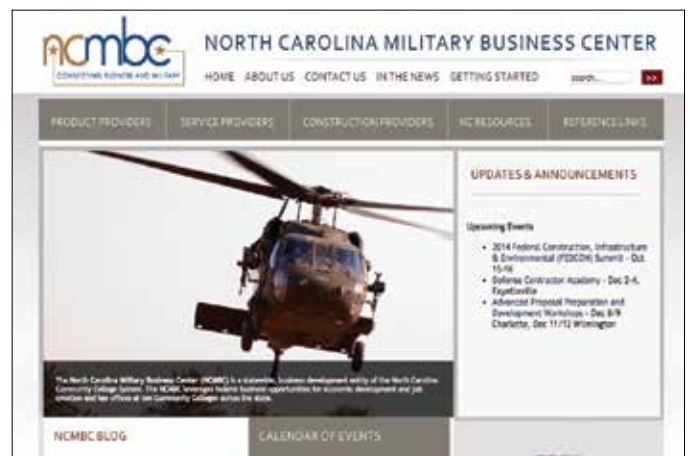 ncmbc
CONNECTING BUSINESS AND MILITARY
NORTH CAROLINA MILITARY BUSINESS CENTER
HOME ABOUT US CONTACT US IN THE NEWS GETTING STARTED search... >>
PRODUCT PROVIDERS SERVICE PROVIDERS CONSTRUCTION PROVIDERS NC RESOURCES REFERENCE LINKS
UPDATES & ANNOUNCEMENTS
Upcoming Events
• 2014 Federal Construction, Infrastructure
& Environmental (FEDCON) Summit - Oct
15-16
• Defense Contractor Academy - Dec 2-4,
Fayetteville
• Advanced Proposal Preparation and
Development Workshops - Dec 8/9
Charlotte, Dec 11/12 Wilmington
The North Carolina Military Business Center (NCMBC) is a statewide, business development entity of the North Carolina
Community College System. The NCMBC leverages federal business opportunities for economic development and job
creation and has offices at ten Community Colleges across the state.
NCMBC BLOG
CALENDAR OF EVENTS